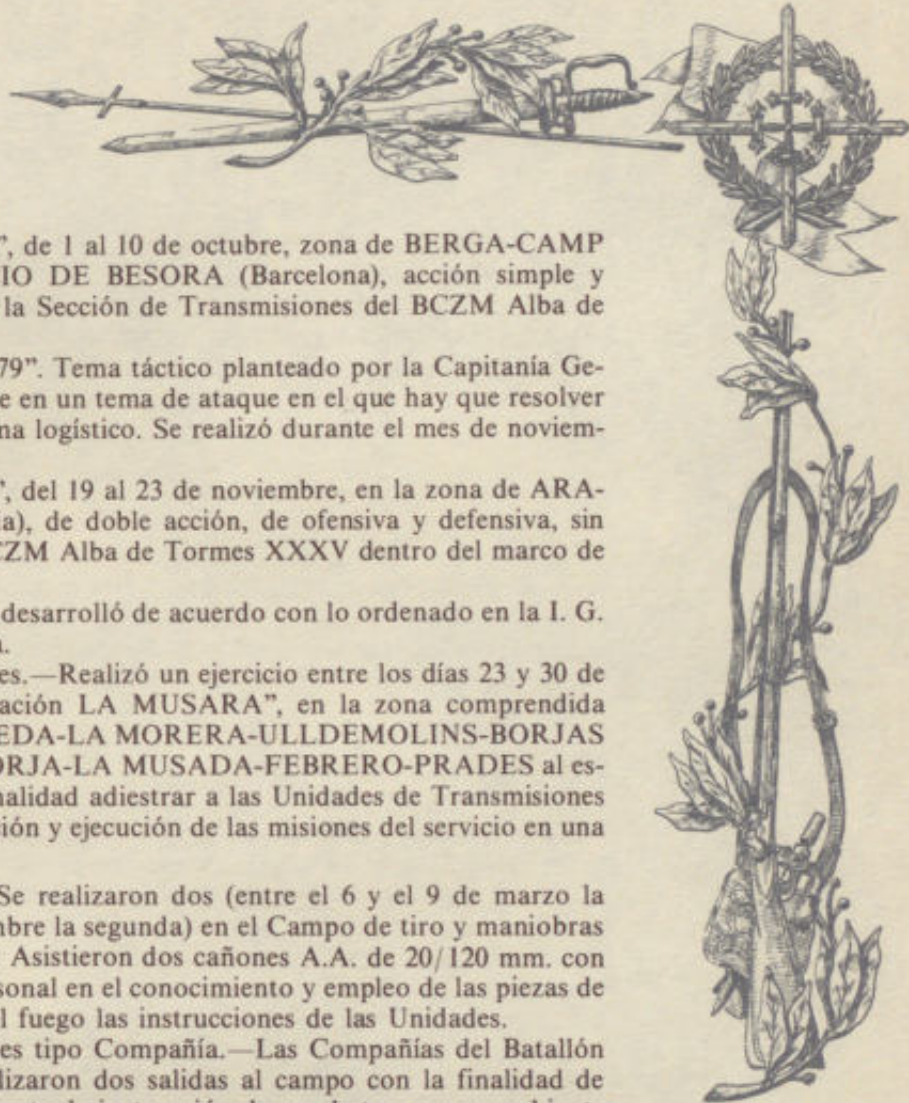 ”, de 1 al 10 de octubre, zona de BERGA-CAMP
IO DE BESORA (Barcelona), acción simple y
la Sección de Transmisiones del BCZM Alba de
79”. Tema táctico planteado por la Capitanía Ge-
e en un tema de ataque en el que hay que resolver
na logístico. Se realizó durante el mes de noviem-
”, del 19 al 23 de noviembre, en la zona de ARA-
a), de doble acción, de ofensiva y defensiva, sin
CZM Alba de Tormes XXXV dentro del marco de
desarrolló de acuerdo con lo ordenado en la I. G.
a.
es.—Realizó un ejercicio entre los días 23 y 30 de
ación LA MUSARA”, en la zona comprendida
EDA-LA MORERA-ULLDEMOLINS-BORJAS
ORJA-LA MUSADA-FEBRERO-PRADES al es-
nalidad adiestrar a las Unidades de Transmisiones
ción y ejecución de las misiones del servicio en una
Se realizaron dos (entre el 6 y el 9 de marzo la
mbre la segunda) en el Campo de tiro y maniobras
Asistieron dos cañones A.A. de 20/120 mm. con
sonal en el conocimiento y empleo de las piezas de
l fuego las instrucciones de las Unidades.
es tipo Compañía.—Las Compañías del Batallón
lizaron dos salidas al campo con la finalidad de